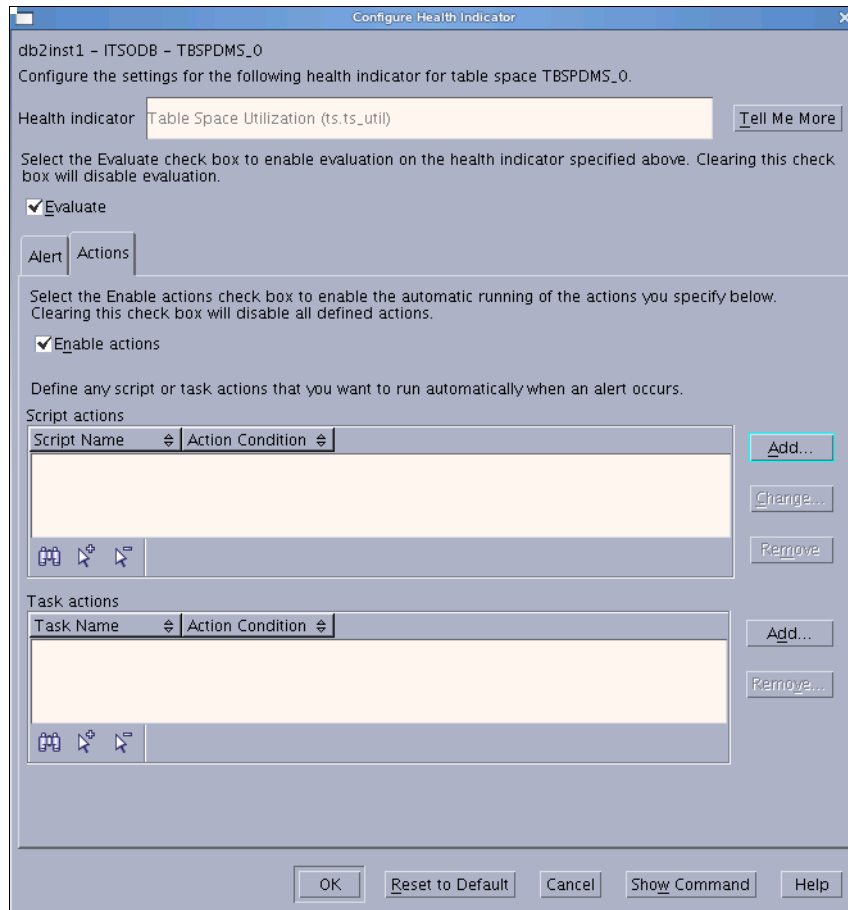 Configure Health Indicator
db2inst1 – ITSODB – TBSPDMS_0
Configure the settings for the following health indicator for table space TBSPDMS_0.
Health indicator Table Space Utilization (ts.ts_util) Tell Me More
Select the Evaluate check box to enable evaluation on the health indicator specified above. Clearing this check
box will disable evaluation.
Evaluate
Alert Actions
Select the Enable actions check box to enable the automatic running of the actions you specify below.
Clearing this check box will disable all defined actions.
Enable actions
Define any script or task actions that you want to run automatically when an alert occurs.
Script actions
Script Name Action Condition
Add...
Change...
Remove
Task actions
Task Name Action Condition
Add...
Remove...
OK Reset to Default Cancel Show Command Help